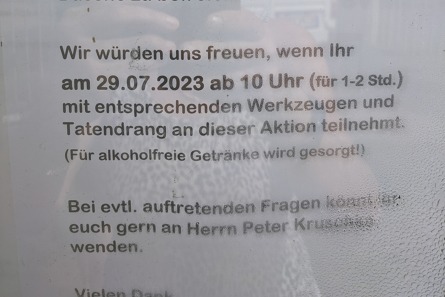 Wir würden uns freuen, wenn Ihr
am 29.07.2023 ab 10 Uhr (für 1-2 Std.)
mit entsprechenden Werkzeugen und
Tatendrang an dieser Aktion teilnehmt.
(Für alkoholfreie Getränke wird gesorgt!)
Bei evtl. auftretenden Fragen könnt Ihr
euch gern an Herrn Peter
wenden.
Vielen Dank